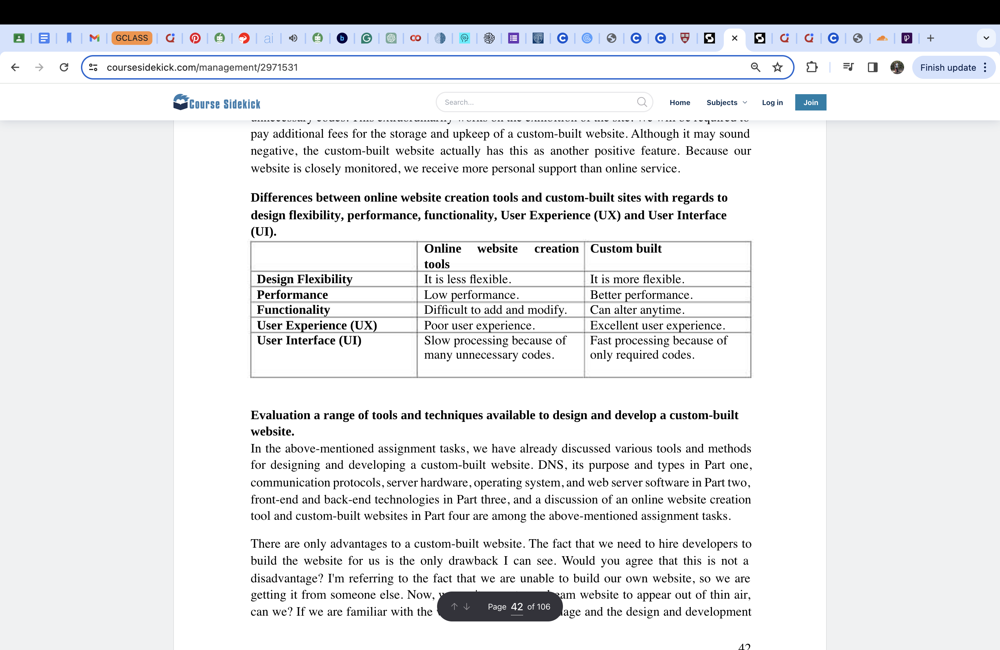 GCLASS
ai
coursesidekick.com/management/2971531
Finish update
Course Sidekick
Search...
Home
Subjects
Log in
Join
pay additional fees for the storage and upkeep of a custom-built website. Although it may sound
negative, the custom-built website actually has this as another positive feature. Because our
website is closely monitored, we receive more personal support than online service.
Differences between online website creation tools and custom-built sites with regards to
design flexibility, performance, functionality, User Experience (UX) and User Interface
(UI).
Online website creation
tools
Custom built
Design Flexibility
It is less flexible.
It is more flexible.
Performance
Low performance.
Better performance.
Functionality
Difficult to add and modify.
Can alter anytime.
User Experience (UX)
Poor user experience.
Excellent user experience.
User Interface (UI)
Slow processing because of
many unnecessary codes.
Fast processing because of
only required codes.
Evaluation a range of tools and techniques available to design and develop a custom-built
website.
In the above-mentioned assignment tasks, we have already discussed various tools and methods
for designing and developing a custom-built website. DNS, its purpose and types in Part one,
communication protocols, server hardware, operating system, and web server software in Part two,
front-end and back-end technologies in Part three, and a discussion of an online website creation
tool and custom-built websites in Part four are among the above-mentioned assignment tasks.
There are only advantages to a custom-built website. The fact that we need to hire developers to
build the website for us is the only drawback I can see. Would you agree that this is not a
disadvantage? I'm referring to the fact that we are unable to build our own website, so we are
getting it from someone else. Now, website to appear out of thin air,
can we? If we are familiar with the and the design and development
Page 42 of 106
42